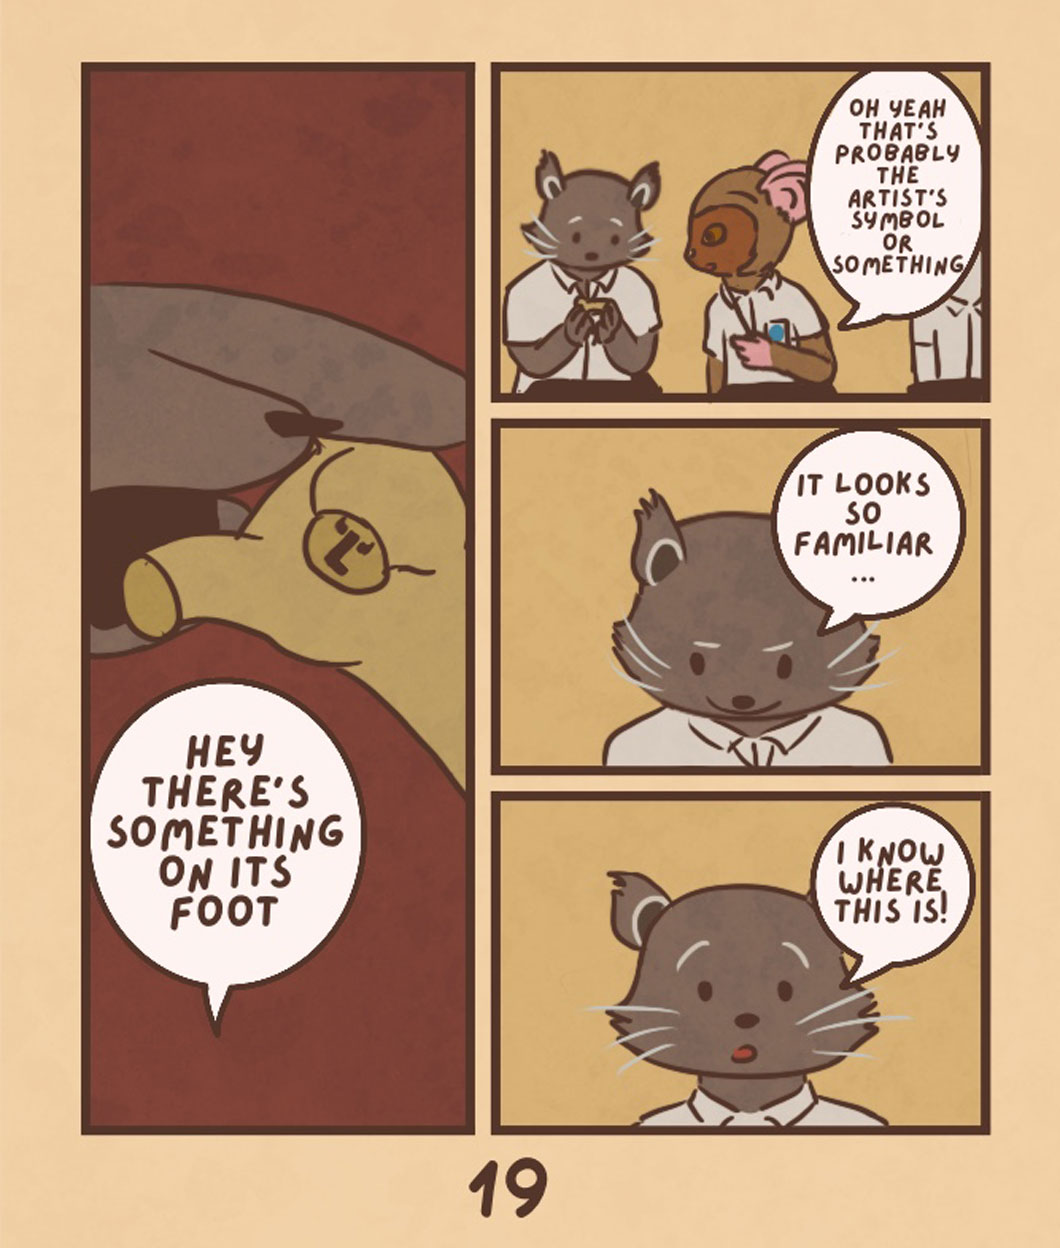 HEY
THERE'S
SOMETHING
ON ITS
FOOT
OH YEAH
THAT'S
PROBABLY
THE
ARTIST'S
SYMBOL
OR
SOMETHING
IT LOOKS
SO
FAMILIAR
...
I KNOW
WHERE
THIS IS!
19